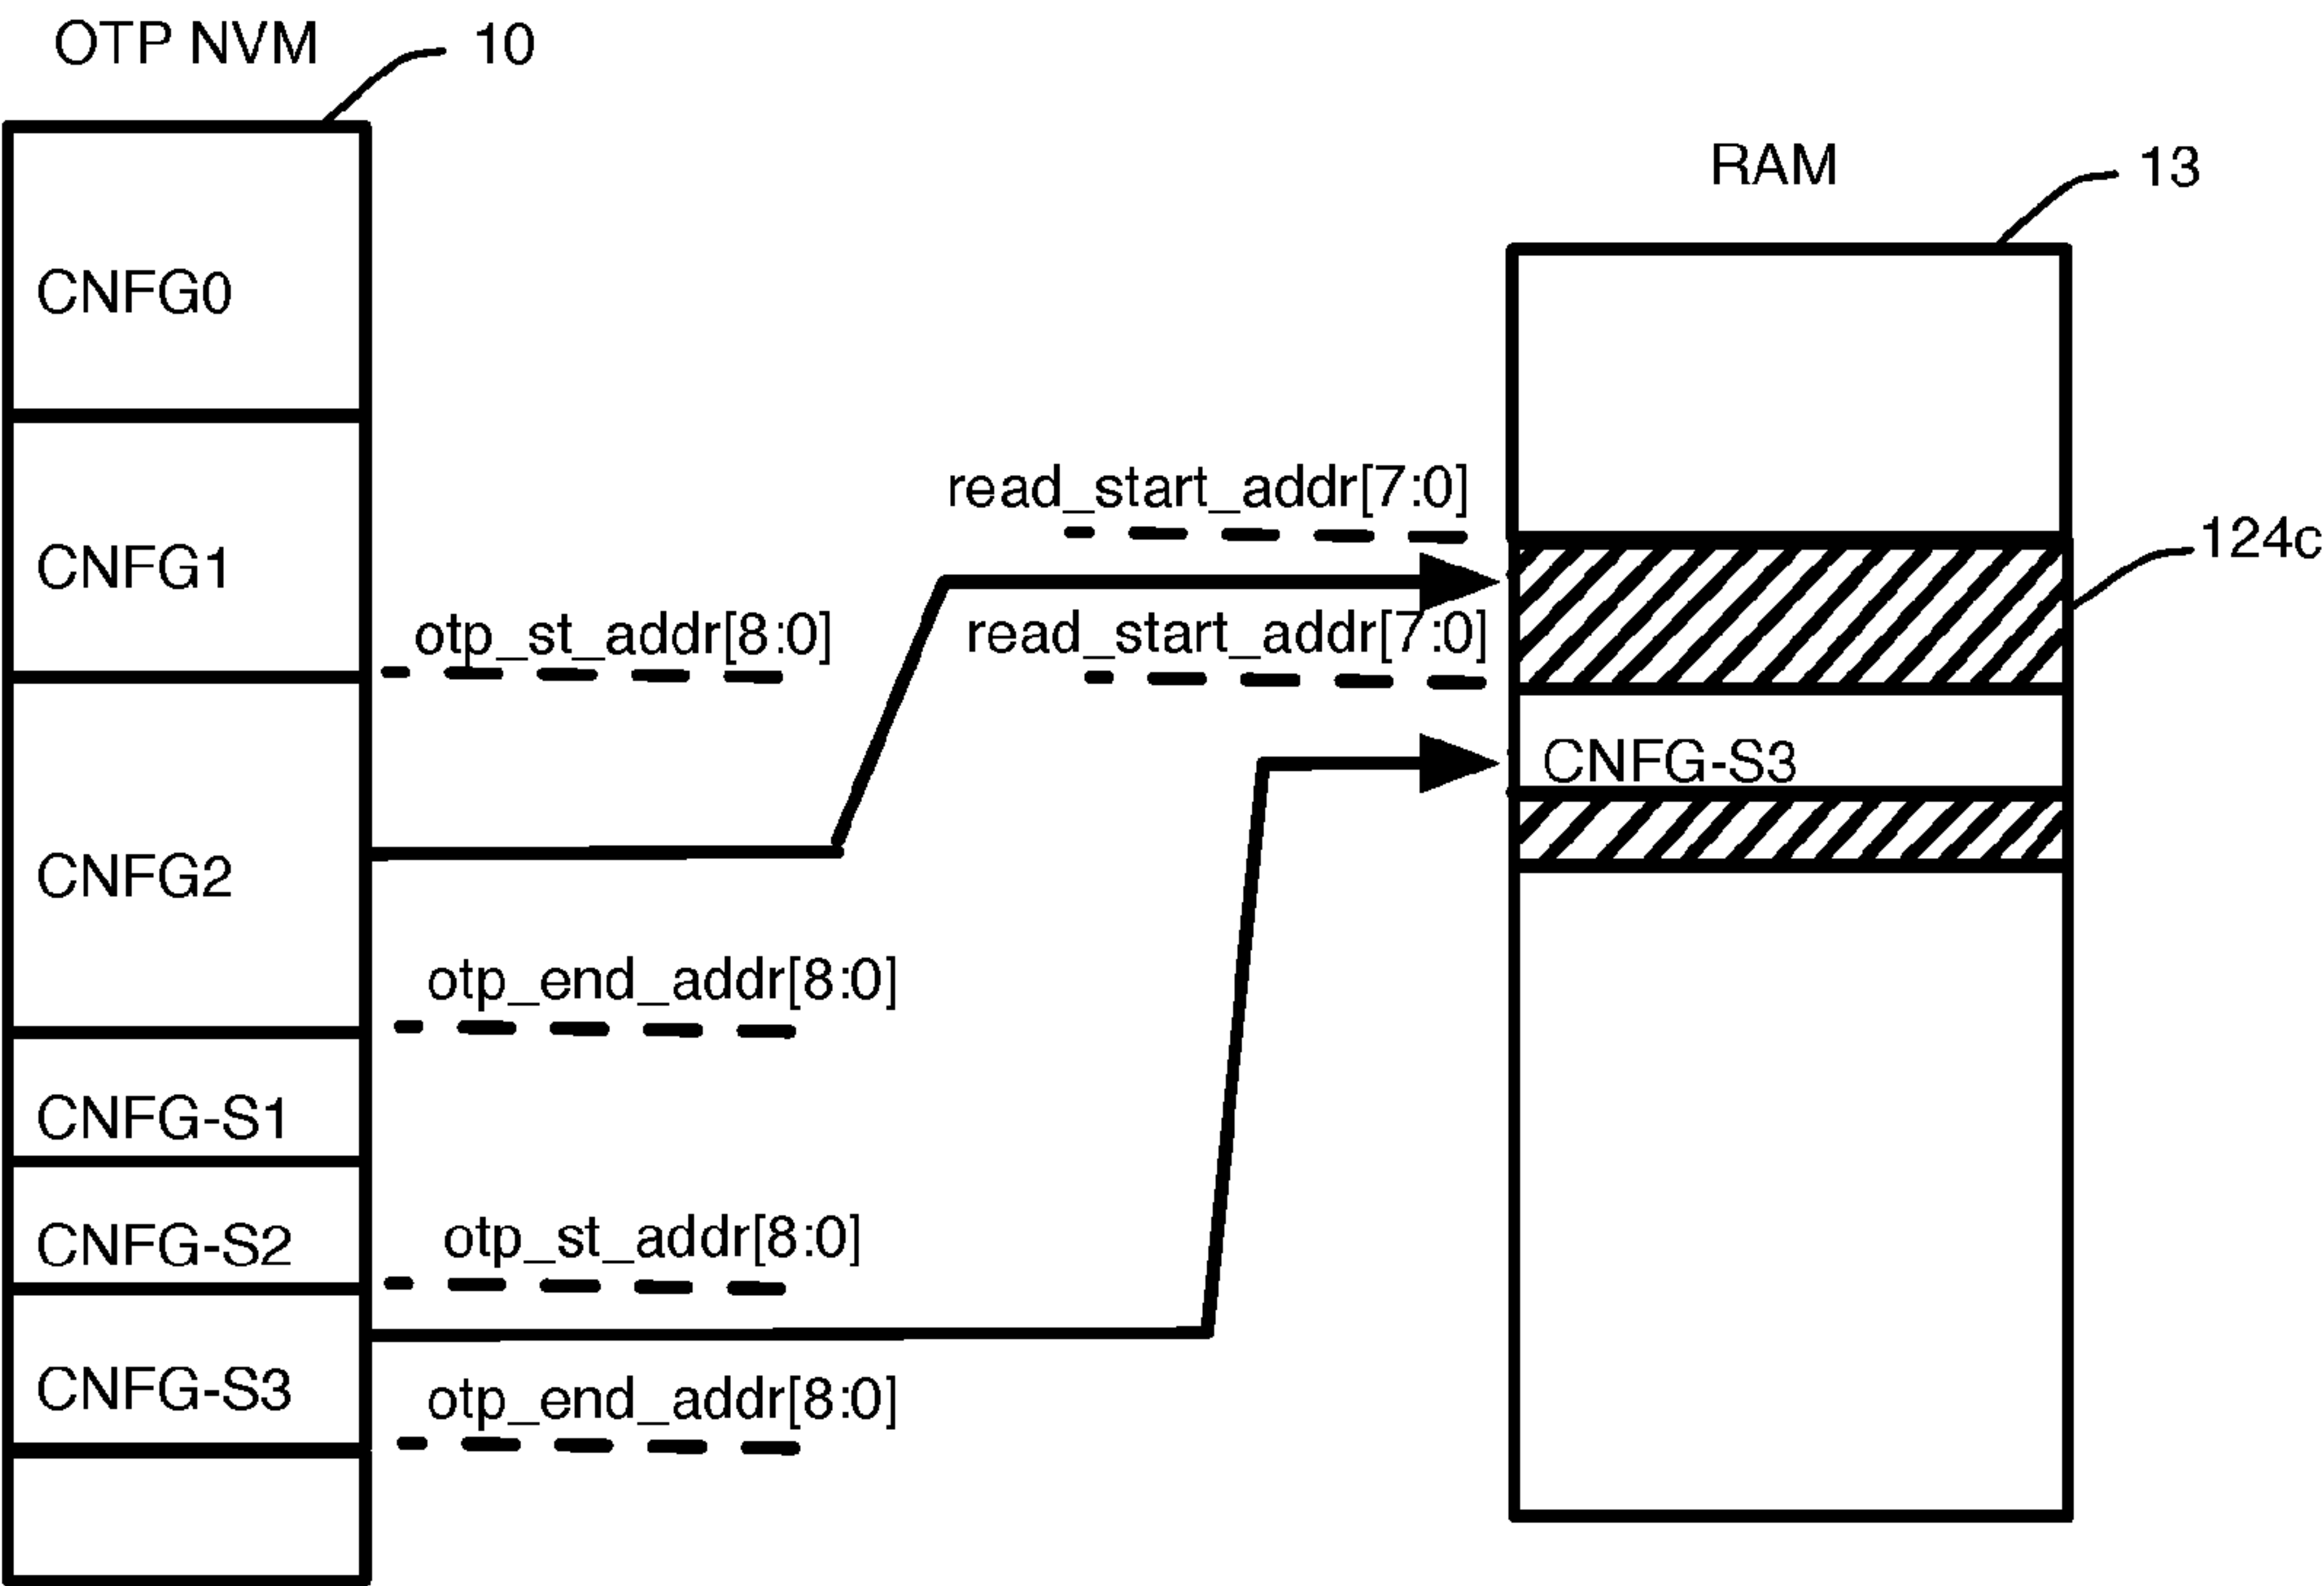 OTP NVM
10
RAM
13
CNFG0
read_start_addr[7:0]
124c
CNFG1
otp_st_addr[8:0]
read_start_addr[7:0]
CNFG-S3
CNFG2
otp_end_addr[8:0]
CNFG-S1
CNFG-S2
otp_st_addr[8:0]
CNFG-S3
otp_end_addr[8:0]